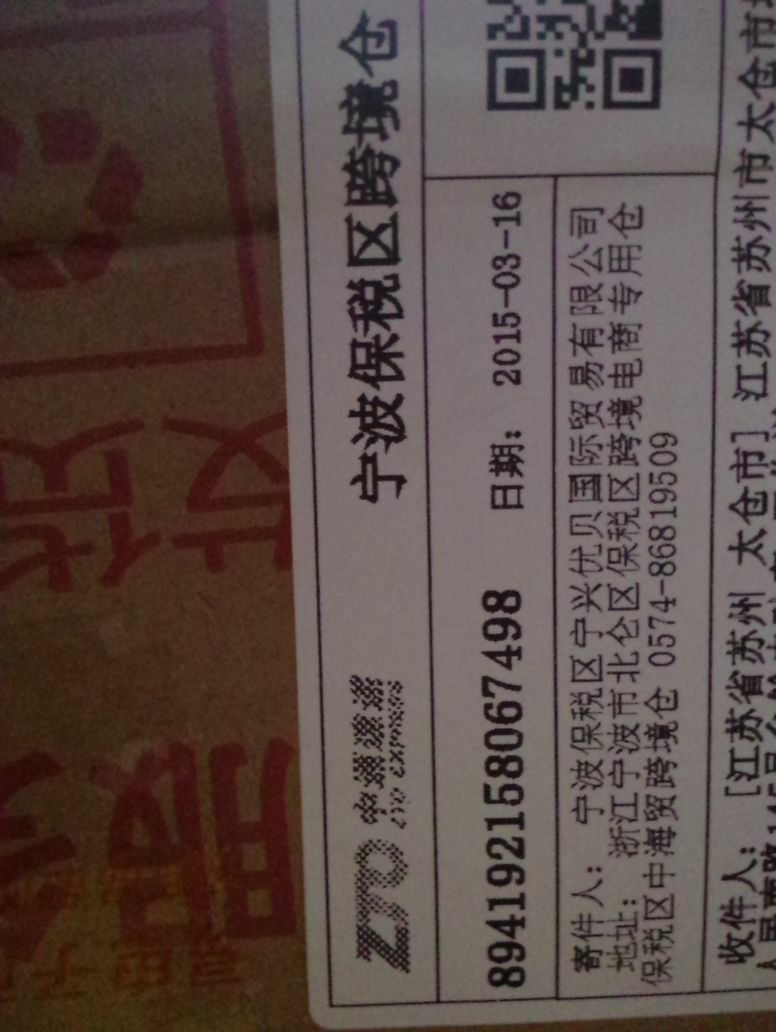 ZTO 中通速递 宁波保税区跨境仓
ZTO EXPRESS
894192158067498 日期: 2015-03-16
寄件人: 宁波保税区宁兴优贝国际贸易有限公司
地址: 浙江宁波市北仑区保税区跨境电商专用仓
保税区中海贸跨境仓 0574-86819509
收件人: [江苏省苏州 太仓市] 江苏省苏州市太仓市